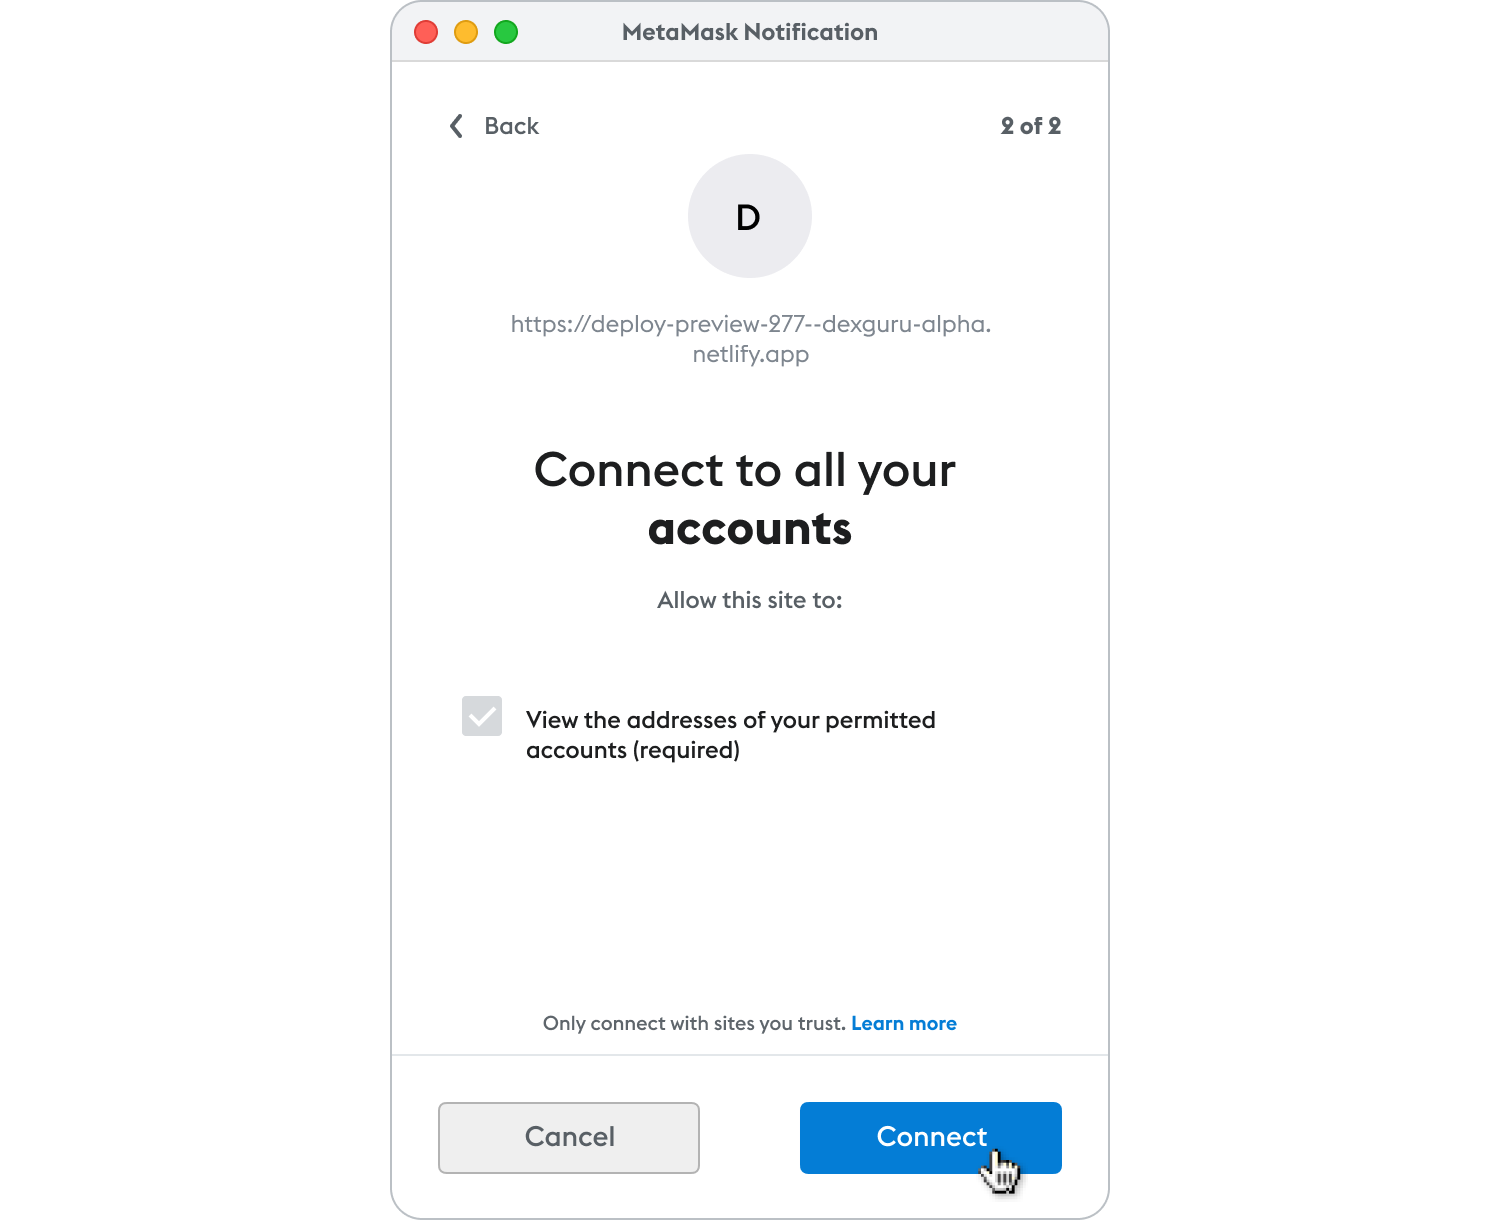 MetaMask Notification
Back
2 of 2
D
https://deploy-preview-277--dexguru-alpha.
netlify.app
Connect to all your
accounts
Allow this site to:
View the addresses of your permitted
accounts (required)
Only connect with sites you trust. Learn more
Cancel
Connect